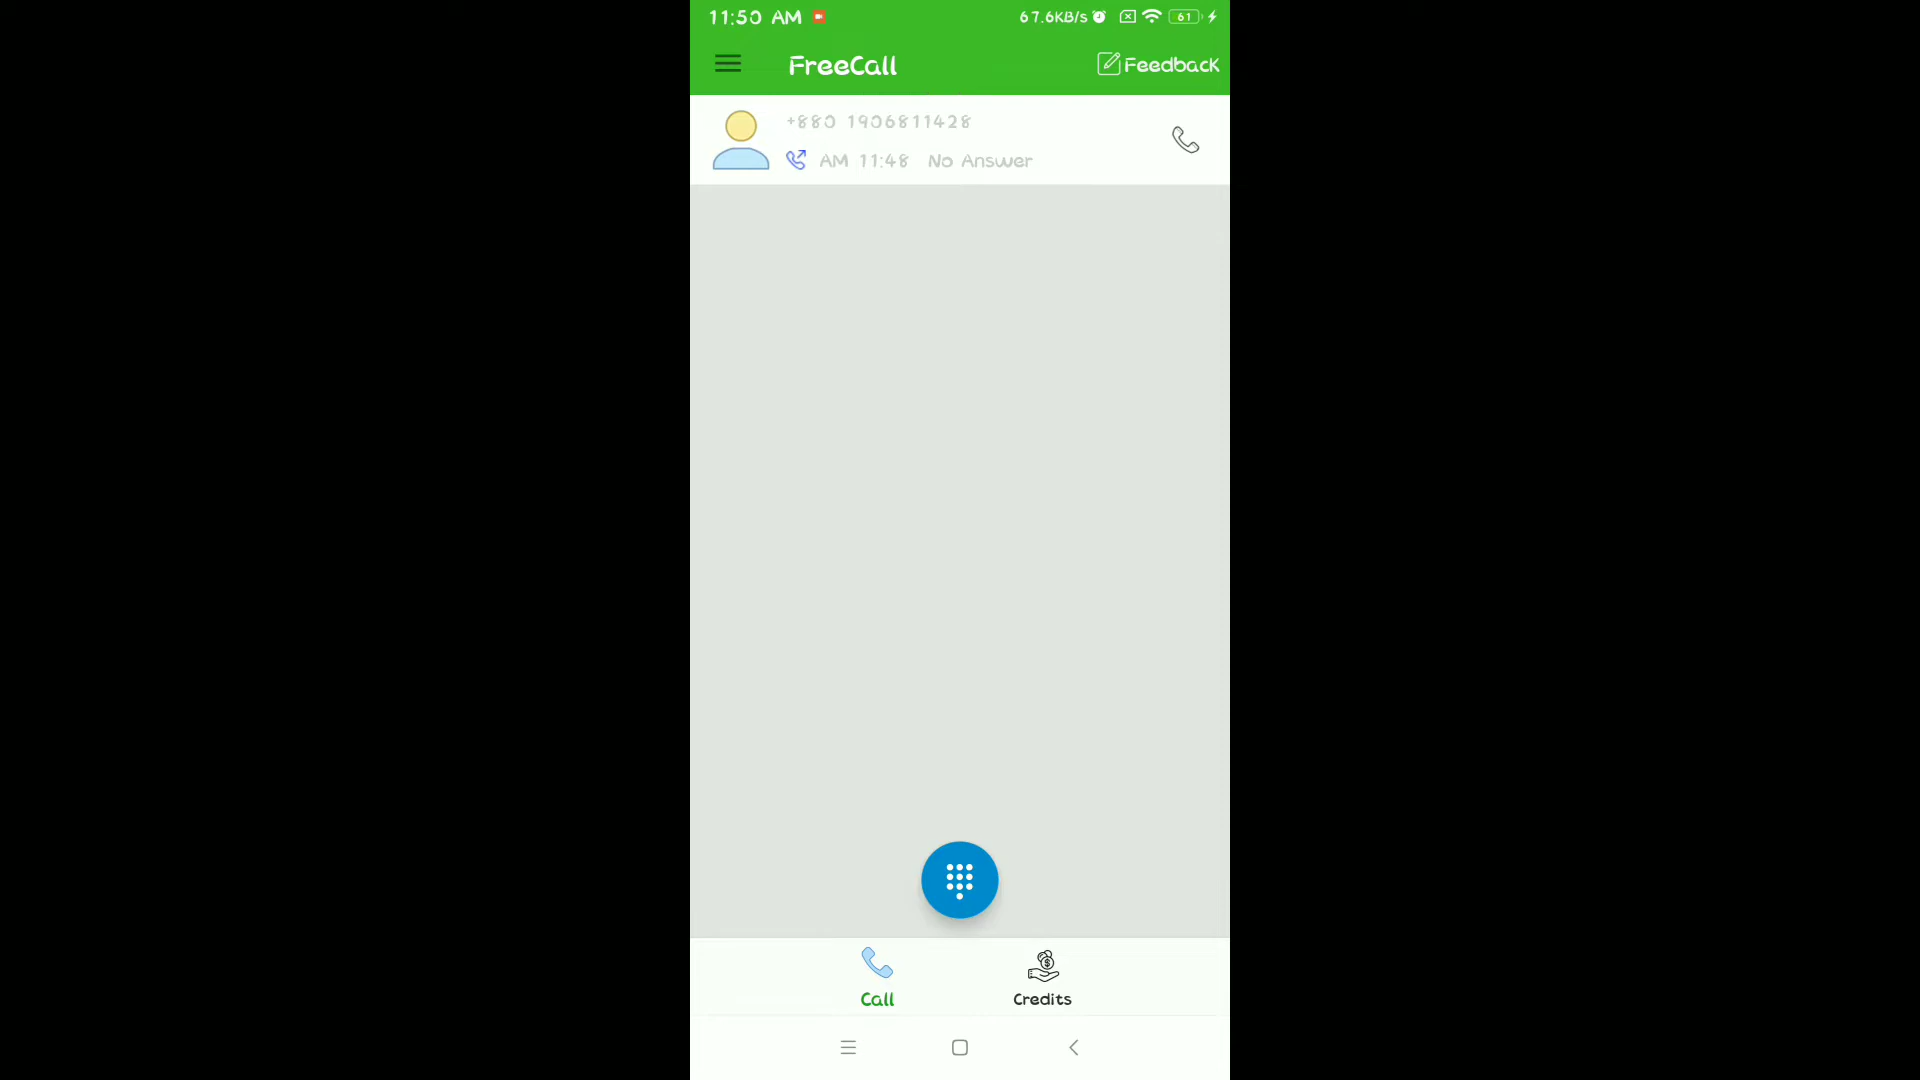 11:50 AM 67.6KB/s 61
FreeCall Feedback
+880 1906811428
AM 11:48 No Answer
Call Credits